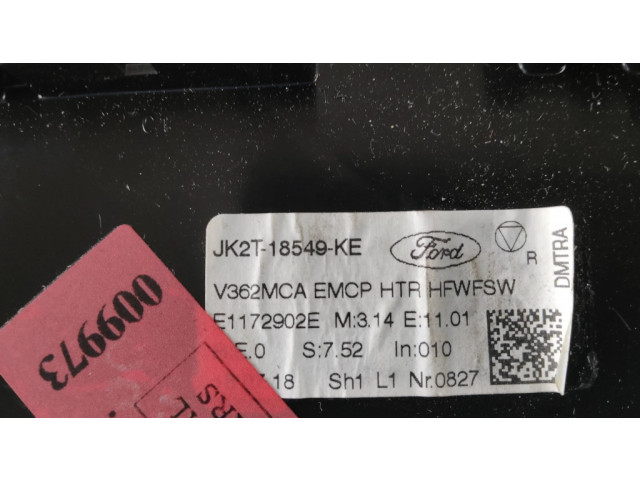 JK2T-18549-KE Ford R
DMTRA
V362MCA EMCP HTR HFWFSW
E1172902E M:3.14 E:11.01
E.0 S:7.52 In:010
.18 Sh1 L1 Nr.0827
009973